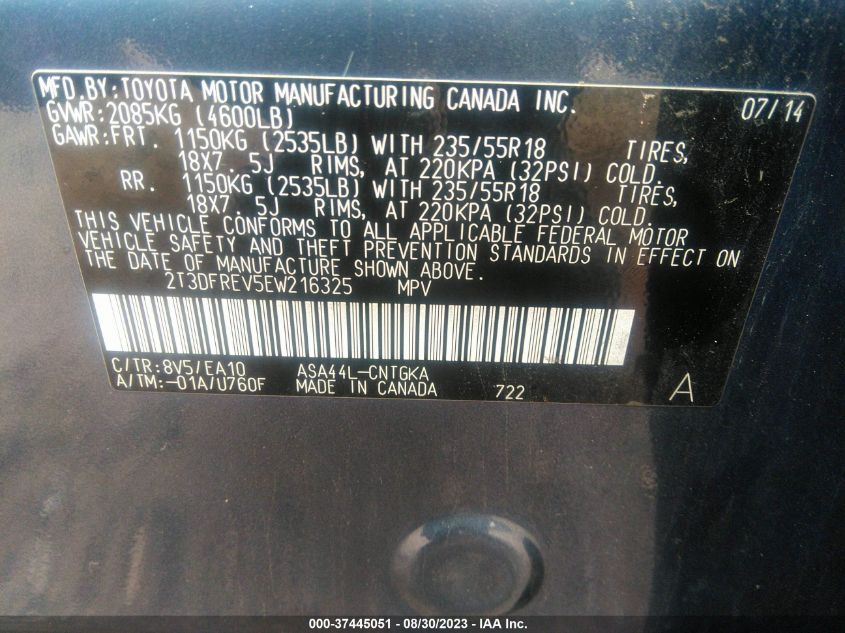 MFD.BY:TOYOTA MOTOR MANUFACTURING CANADA INC. 07/14
GVWR:2085KG (4600LB)
GAWR:FRT. 1150KG (2535LB) WITH 235/55R18 TIRES,
18X7. 5J RIMS, AT 220KPA (32PSI) COLD.
RR. 1150KG (2535LB) WITH 235/55R18 TIRES,
18X7. 5J RIMS, AT 220KPA (32PSI) COLD.
THIS VEHICLE CONFORMS TO ALL APPLICABLE FEDERAL MOTOR
VEHICLE SAFETY AND THEFT PREVENTION STANDARDS IN EFFECT ON
THE DATE OF MANUFACTURE SHOWN ABOVE.
2T3DFREV5EW216325 MPV
C/TR:8V5/EA10 ASA44L-CNTGKA
A/TM:-01A/U760F MADE IN CANADA 722 A
000-37445051 - 08/30/2023 - IAA Inc.